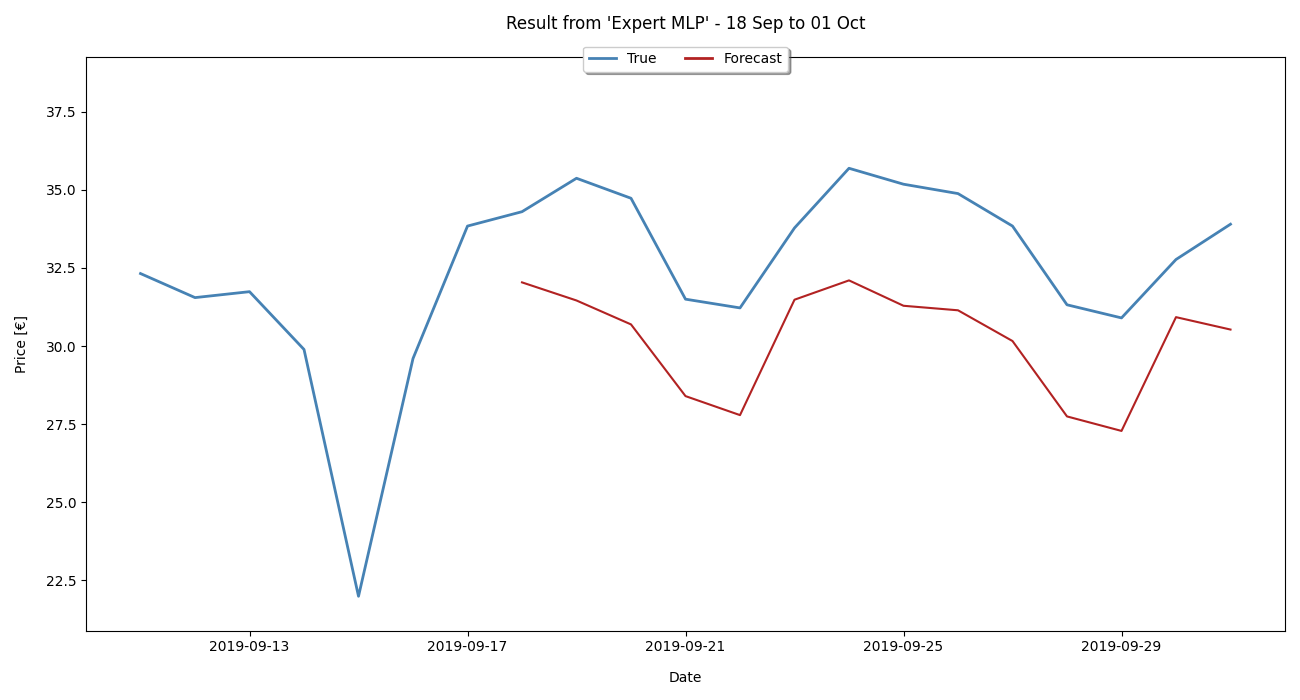 Result from 'Expert MLP' - 18 Sep to 01 Oct
True
Forecast
37.5
35.0
32.5
30.0
27.5
25.0
22.5
Price [€]
2019-09-13
2019-09-17
2019-09-21
2019-09-25
2019-09-29
Date